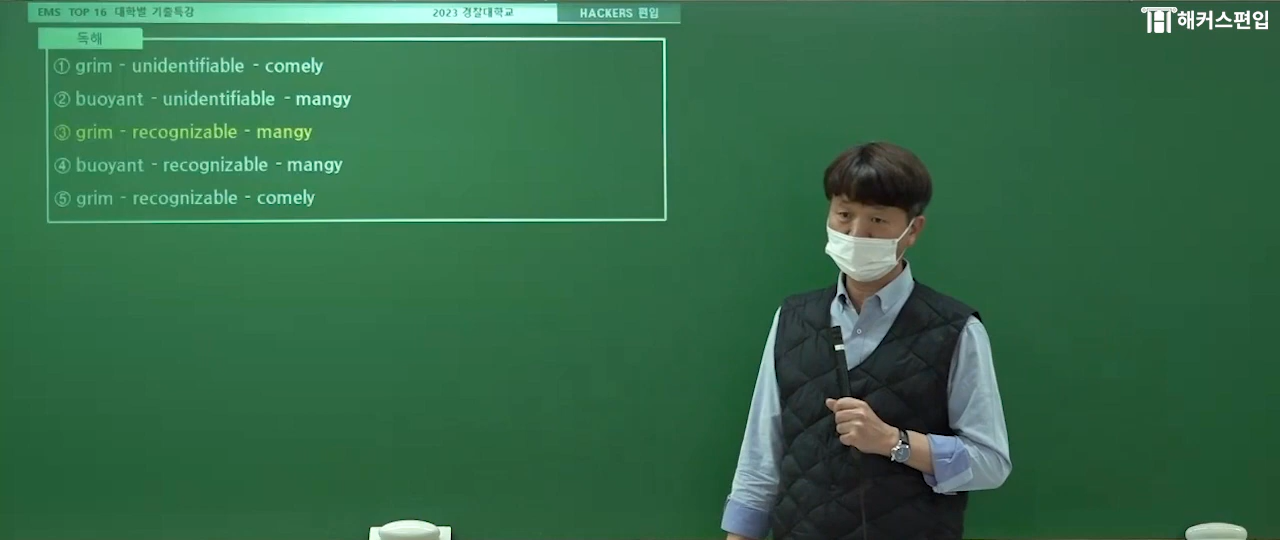 EMS TOP 16 대학별 기출특강 2023 경찰대학교 HACKERS 편입
해커스편입
독해
① grim - unidentifiable - comely
② buoyant - unidentifiable - mangy
③ grim - recognizable - mangy
④ buoyant - recognizable - mangy
⑤ grim - recognizable - comely